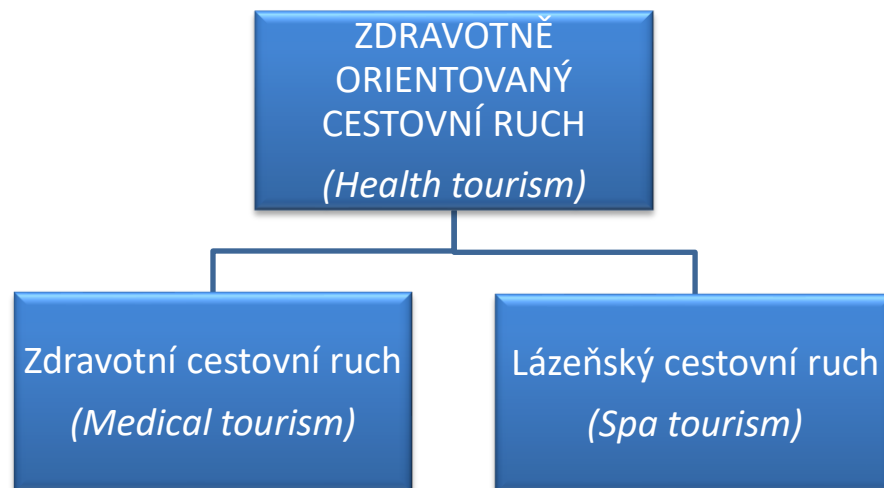 ZDRAVOTNĚ
ORIENTOVANÝ
CESTOVNÍ RUCH
(Health tourism)
Zdravotní cestovní ruch
(Medical tourism)
Lázeňský cestovní ruch
(Spa tourism)